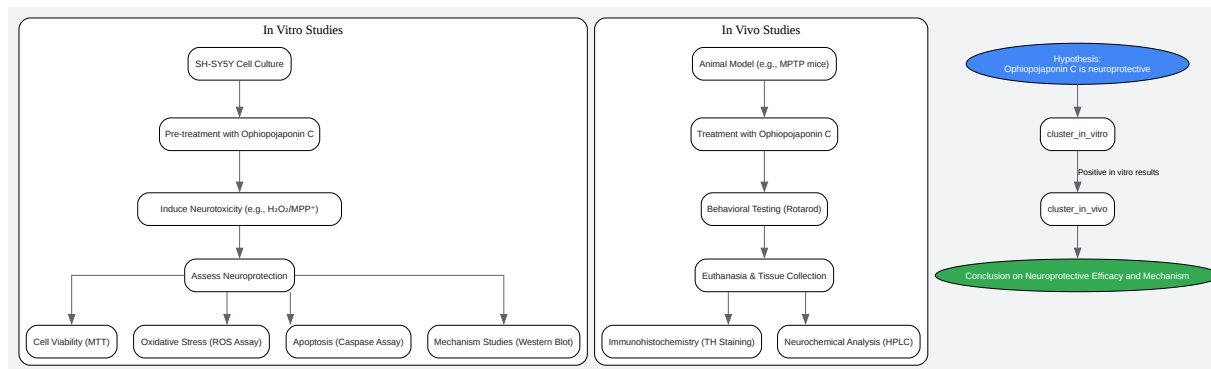 In Vitro Studies
SH-SY5Y Cell Culture
Pre-treatment with Ophiopojaponin C
Induce Neurotoxicity (e.g., H₂O₂/MPP⁺)
Assess Neuroprotection
Cell Viability (MTT)
Oxidative Stress (ROS Assay)
Apoptosis (Caspase Assay)
Mechanism Studies (Western Blot)
In Vivo Studies
Animal Model (e.g., MPTP mice)
Treatment with Ophiopojaponin C
Behavioral Testing (Rotarod)
Euthanasia & Tissue Collection
Immunohistochemistry (TH Staining)
Neurochemical Analysis (HPLC)
Hypothesis:
Ophiopojaponin C is neuroprotective
cluster_in_vitro
Positive in vitro results
cluster_in_vivo
Conclusion on Neuroprotective Efficacy and Mechanism